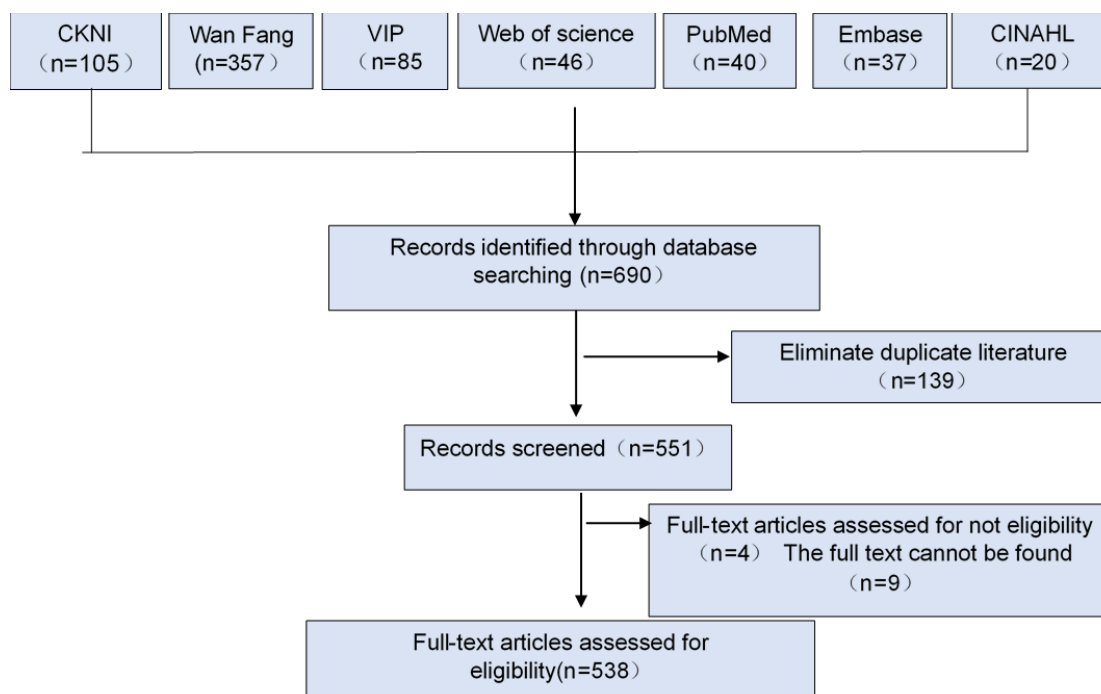 CKNI
（n=105）
Wan Fang
(n=357）
VIP
（n=85
Web of science
（n=46）
PubMed
（n=40）
Embase
（n=37）
CINAHL
（n=20）
Records identified through database
searching (n=690）
Eliminate duplicate literature
（n=139）
Records screened（n=551）
Full-text articles assessed for not eligibility
（n=4） The full text cannot be found
（n=9）
Full-text articles assessed for
eligibility(n=538）